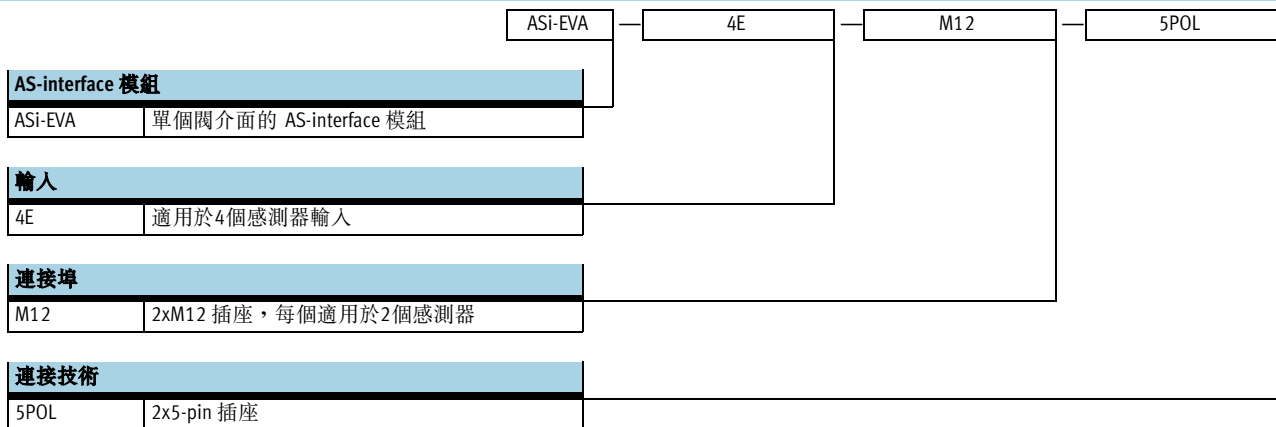 ASi-EVA — 4E — M12 — 5POL
AS-interface 模組
ASi-EVA 單個閥介面的 AS-interface 模組
輸入
4E 適用於4個感測器輸入
連接埠
M12 2xM12 插座，每個適用於2個感測器
連接技術
5POL 2x5-pin 插座